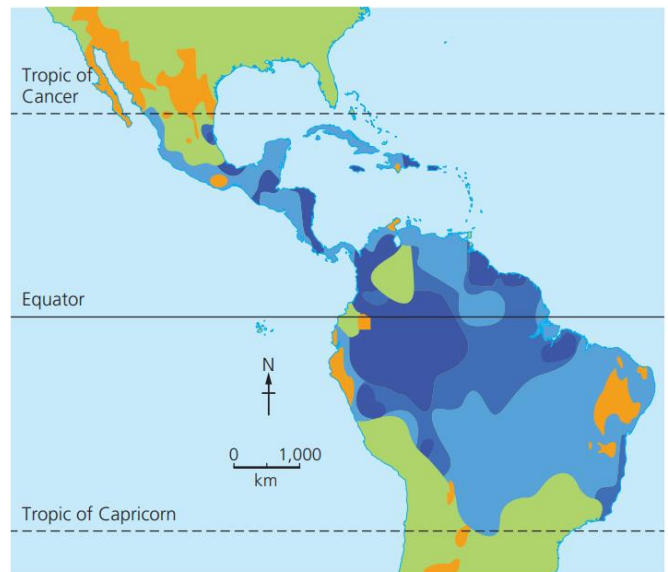 Tropic of
Cancer
Equator
N
0 1,000
km
Tropic of Capricorn